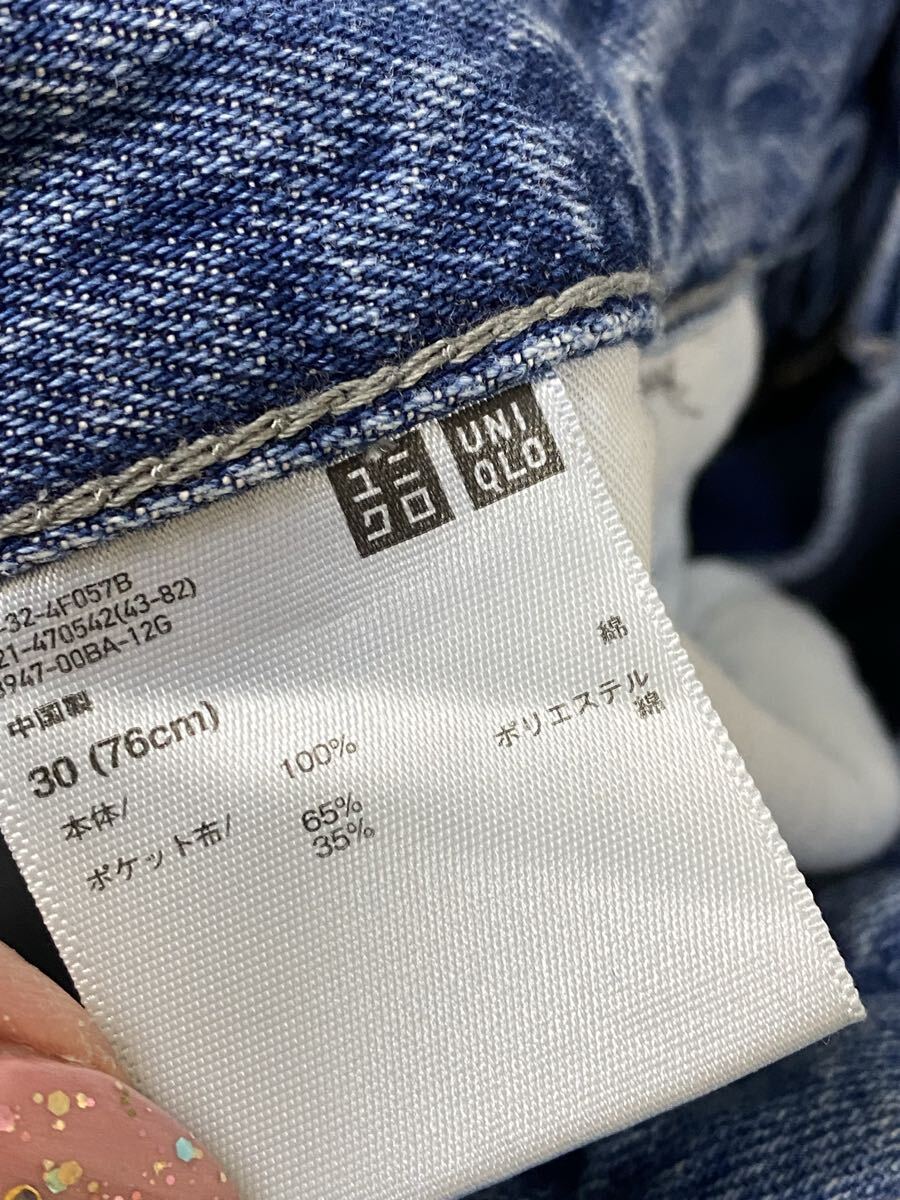 ユニ
クロ
UNI
QLO
-32-4F057B
21-470542(43-82)
3947-00BA-12G
中国製
30 (76cm)
本体/ 100% 綿
ポケット布/ 65% ポリエステル
35% 綿